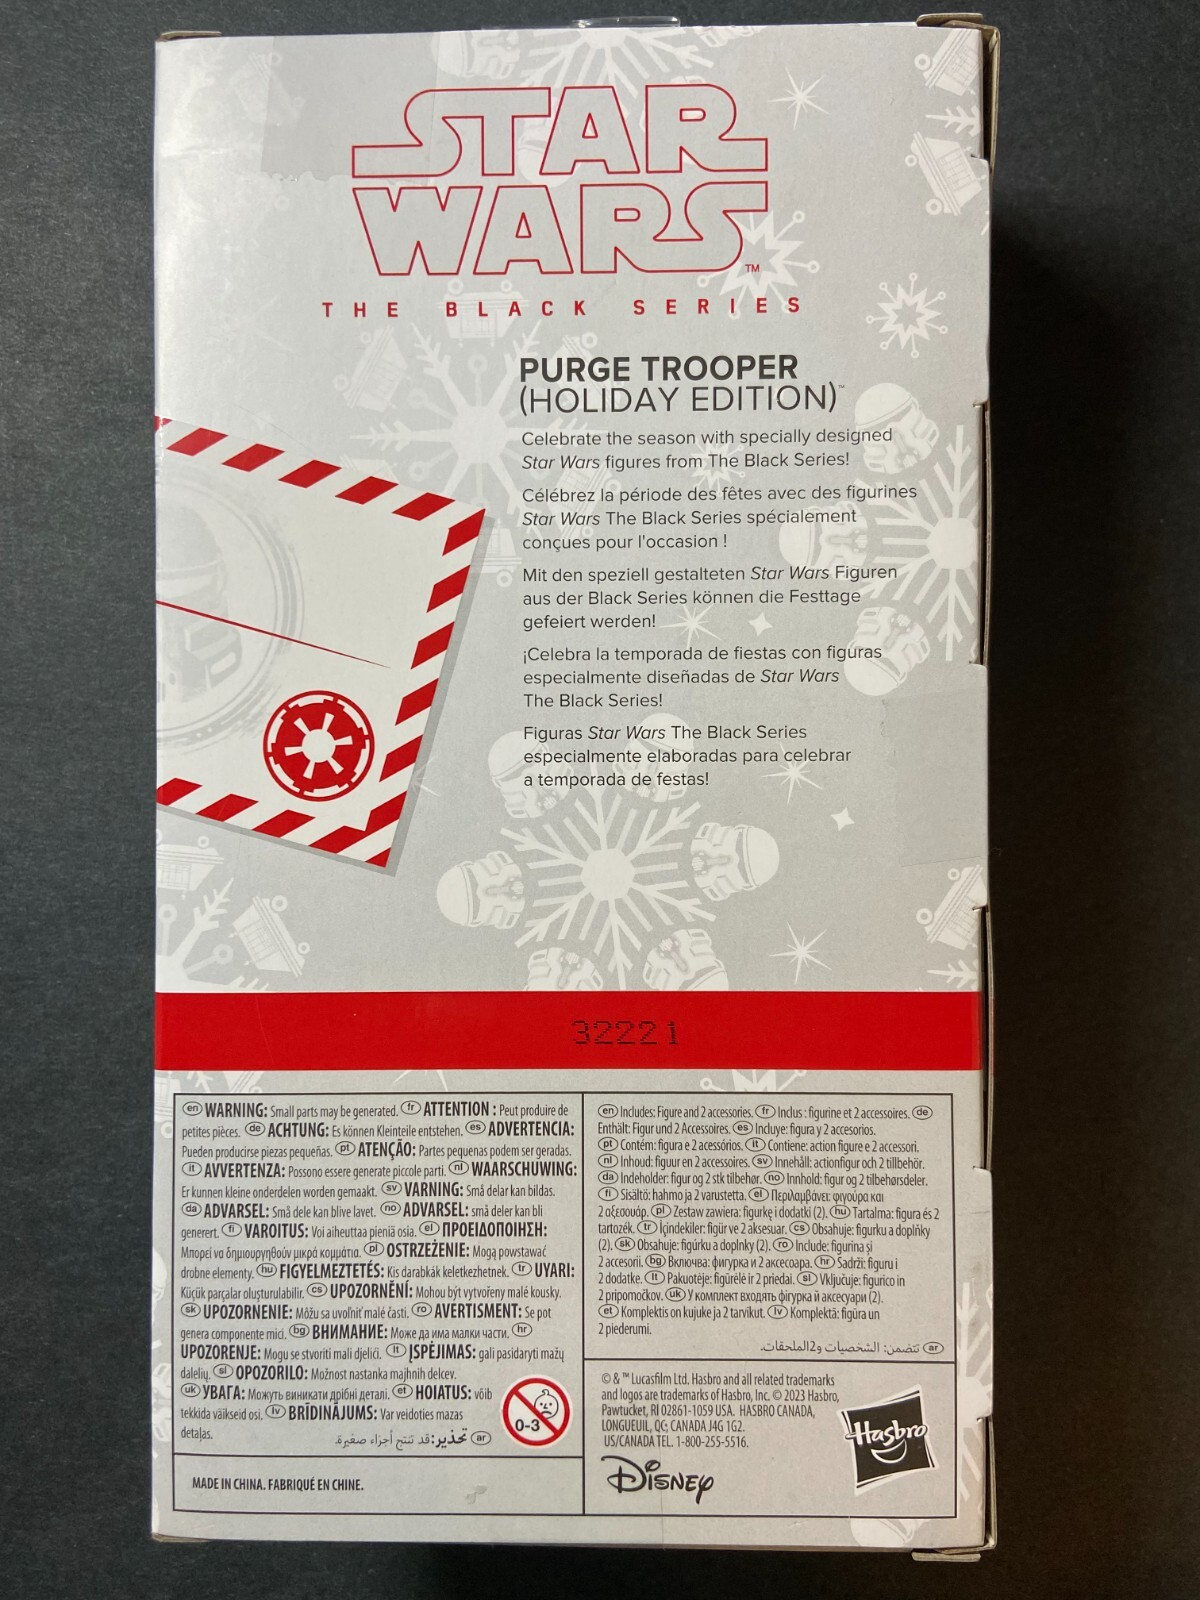 STAR
WARS
TM
THE BLACK SERIES
PURGE TROOPER
(HOLIDAY EDITION)™
Celebrate the season with specially designed
Star Wars figures from The Black Series!
Célébrez la période des fêtes avec des figurines
Star Wars The Black Series spécialement
conçues pour l'occasion !
Mit den speziell gestalteten Star Wars Figuren
aus der Black Series können die Festtage
gefeiert werden!
¡Celebra la temporada de fiestas con figuras
especialmente diseñadas de Star Wars
The Black Series!
Figuras Star Wars The Black Series
especialmente elaboradas para celebrar
a temporada de festas!
32221
en WARNING: Small parts may be generated. fr ATTENTION : Peut produire de
petites pièces. de ACHTUNG: Es können Kleinteile entstehen. es ADVERTENCIA:
Pueden producirse piezas pequeñas. pt ATENÇÃO: Partes pequenas podem ser geradas.
it AVVERTENZA: Possono essere generate piccole parti. nl WAARSCHUWING:
Er kunnen kleine onderdelen worden gemaakt. sv VARNING: Små delar kan bildas.
da ADVARSEL: Små dele kan blive lavet. no ADVARSEL: små deler kan bli
generert. fi VAROITUS: Voi aiheuttaa pieniä osia. el ΠΡΟΕΙΔΟΠΟΙΗΣΗ:
Μπορεί να δημιουργηθούν μικρά κομμάτια. pl OSTRZEŻENIE: Mogą powstawać
drobne elementy. hu FIGYELMEZTETÉS: Kis darabkák keletkezhetnek. tr UYARI:
Küçük parçalar oluşturulabilir. cs UPOZORNĚNÍ: Mohou být vytvořeny malé kousky.
sk UPOZORNENIE: Môžu sa uvoľniť malé časti. ro AVERTISMENT: Se pot
genera componente mici. bg ВНИМАНИЕ: Може да има малки части. hr
UPOZORENJE: Mogu se stvoriti mali djelići. lt ĮSPĖJIMAS: gali pasidaryti mažų
dalelių. sl OPOZORILO: Možnost nastanka majhnih delcev.
uk УВАГА: Можуть виникати дрібні деталі. et HOIATUS: võib
tekkida väikseid osi. lv BRĪDINĀJUMS: Var veidoties mazas
detaļas.
ar تحذير: قد تنتج أجزاء صغيرة.
0-3
MADE IN CHINA. FABRIQUÉ EN CHINE.
en Includes: Figure and 2 accessories. fr Inclus : figurine et 2 accessoires. de
Enthält: Figur und 2 Accessoires. es Incluye: figura y 2 accesorios.
pt Contém: figura e 2 acessórios. it Contiene: action figure e 2 accessori.
nl Inhoud: figuur en 2 accessoires. sv Innehåll: actionfigur och 2 tillbehör.
da Indeholder: figur og 2 stk tilbehør. no Innhold: figur og 2 tilbehørsdeler.
fi Sisältö: hahmo ja 2 varustetta. el Περιλαμβάνει: φιγούρα και
2 αξεσουάρ. pl Zestaw zawiera: figurkę i dodatki (2). hu Tartalma: figura és 2
tartozék. tr İçindekiler: figür ve 2 aksesuar. cs Obsahuje: figurku a doplňky
(2). sk Obsahuje: figúrku a doplnky (2). ro Include: figurina și
2 accesorii. bg Включва: фигурка и 2 аксесоара. hr Sadrži: figuru i
2 dodatke. lt Pakuotėje: figūrėlė ir 2 priedai. sl Vključuje: figurico in
2 pripomočkov. uk У комплект входять фігурка й аксесуари (2).
et Komplektis on kujuke ja 2 tarvikut. lv Komplektā: figūra un
2 piederumi.
ar تتضمن: الشخصيات و2الملحقات.
© & ™ Lucasfilm Ltd. Hasbro and all related trademarks
and logos are trademarks of Hasbro, Inc. © 2023 Hasbro,
Pawtucket, RI 02861-1059 USA. HASBRO CANADA,
LONGUEUIL, QC; CANADA J4G 1G2.
US/CANADA TEL. 1-800-255-5516.
Disney
Hasbro